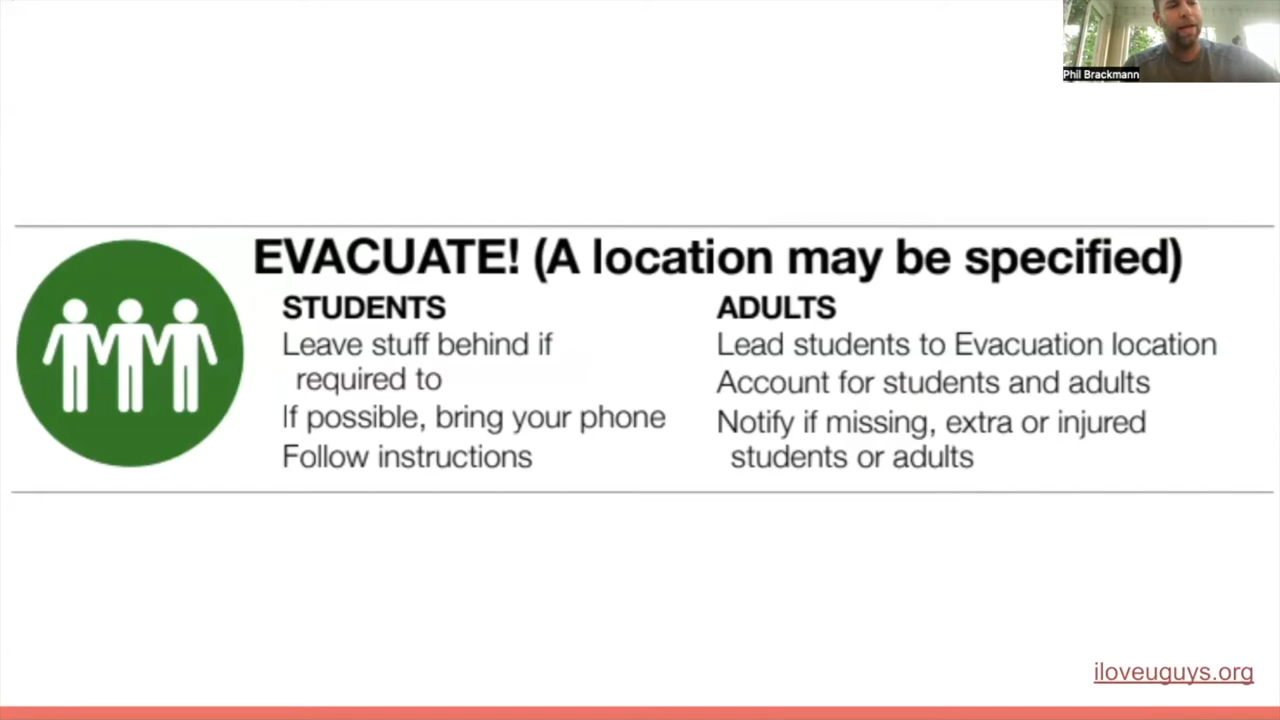 Phil Brackmann
EVACUATE! (A location may be specified)
STUDENTS
Leave stuff behind if
required to
If possible, bring your phone
Follow instructions
ADULTS
Lead students to Evacuation location
Account for students and adults
Notify if missing, extra or injured
students or adults
iloveuguys.org